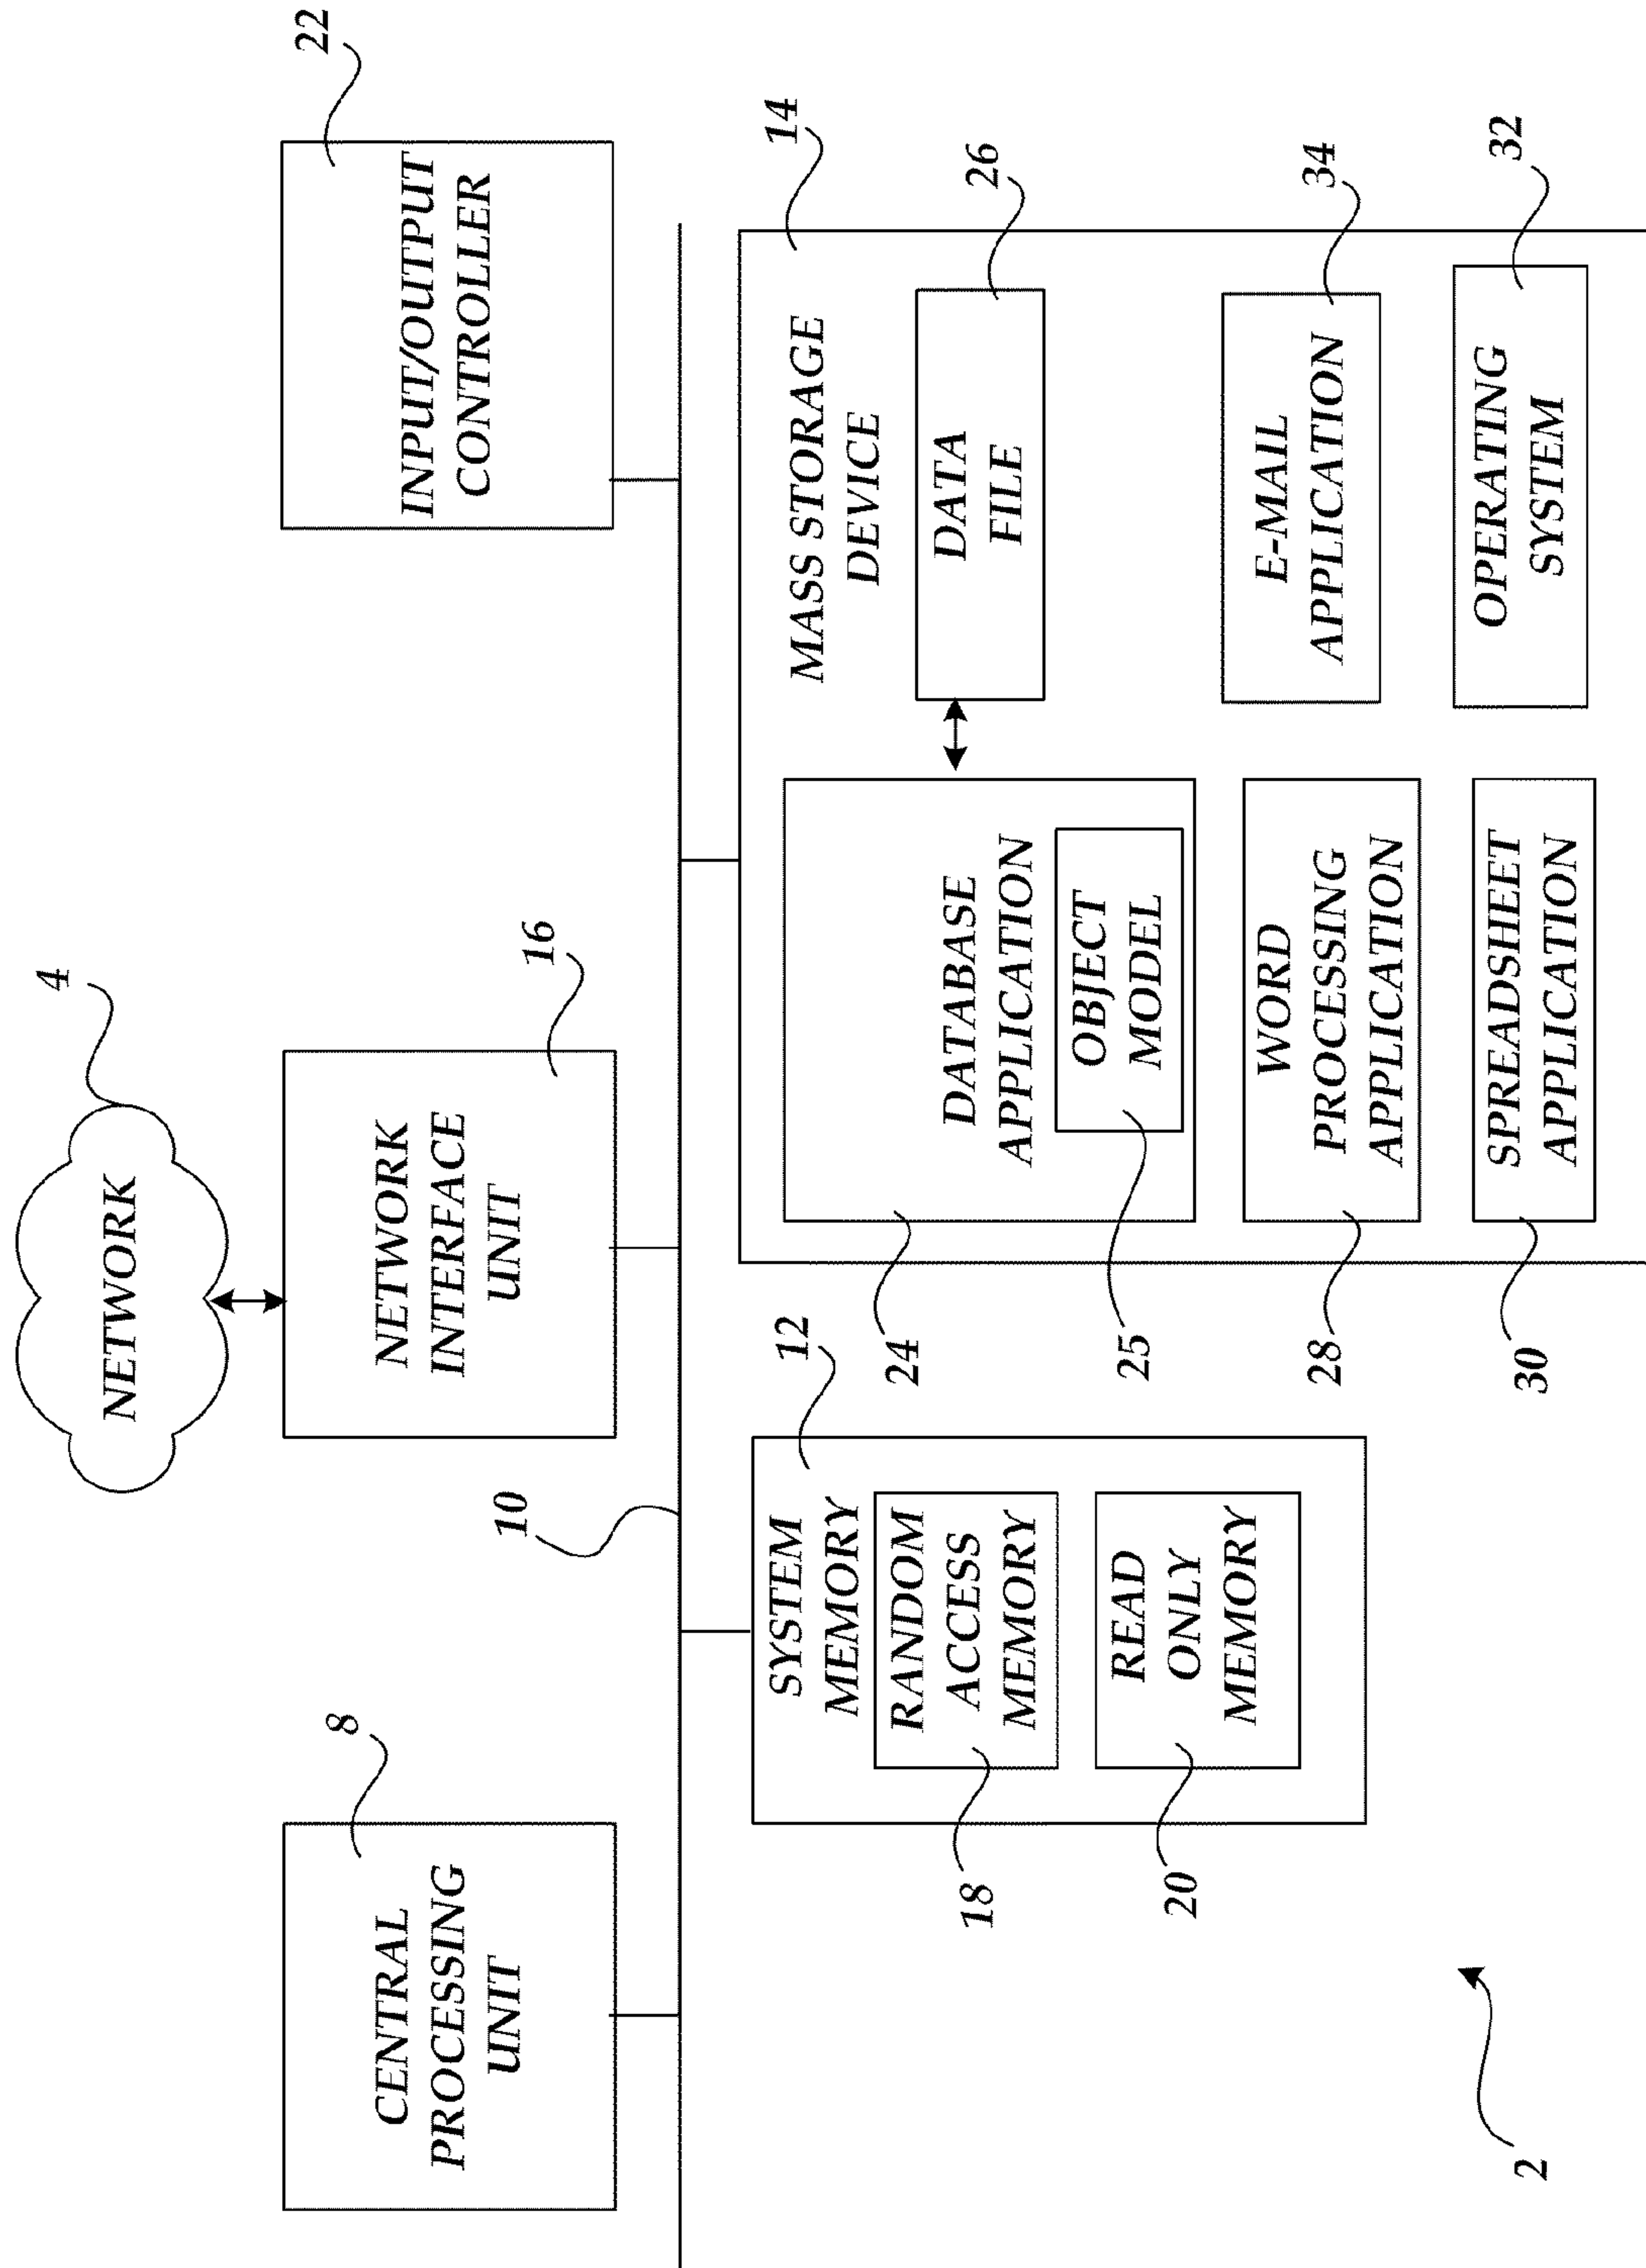 4
NETWORK
8
CENTRAL
PROCESSING
UNIT
NETWORK
INTERFACE
UNIT
16
22
INPUT/OUTPUT
CONTROLLER
10
12
SYSTEM
MEMORY
RANDOM
ACCESS
MEMORY
18
READ
ONLY
MEMORY
20
14
MASS STORAGE
DEVICE
DATABASE
APPLICATION
24
OBJECT
MODEL
25
DATA
FILE
26
WORD
PROCESSING
APPLICATION
28
E-MAIL
APPLICATION
34
SPREADSHEET
APPLICATION
30
OPERATING
SYSTEM
32
2